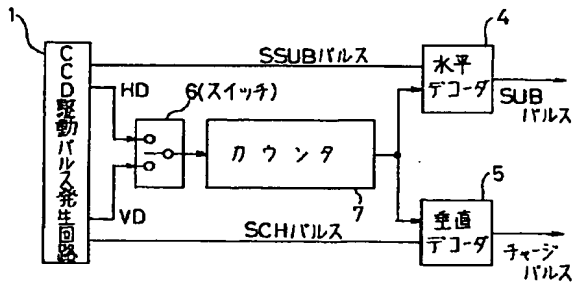 1
CCD駆動パルス発生回路
SSUBパルス
HD
6(スイッチ)
カウンタ
7
VD
SCHパルス
4
水平
デコーダ
SUB
パルス
5
垂直
デコーダ
チャージ
パルス